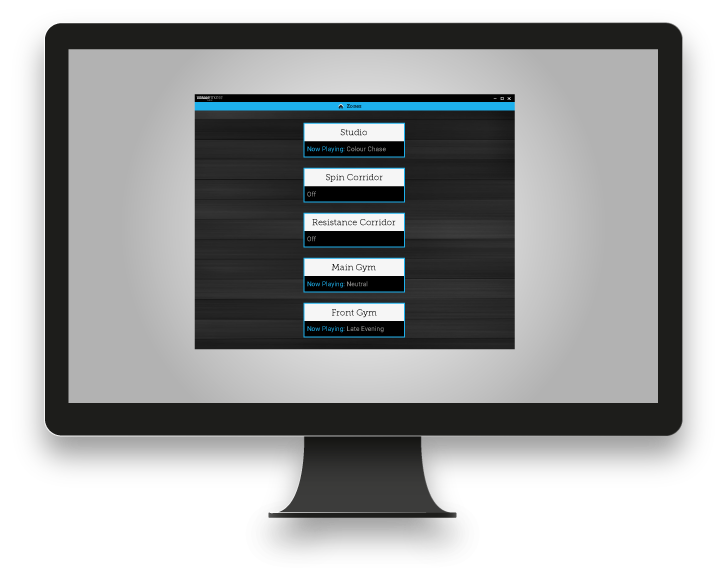 Zones
Studio
Now Playing: Colour Chase
Spin Corridor
Off
Resistance Corridor
Off
Main Gym
Now Playing: Neutral
Front Gym
Now Playing: Late Evening